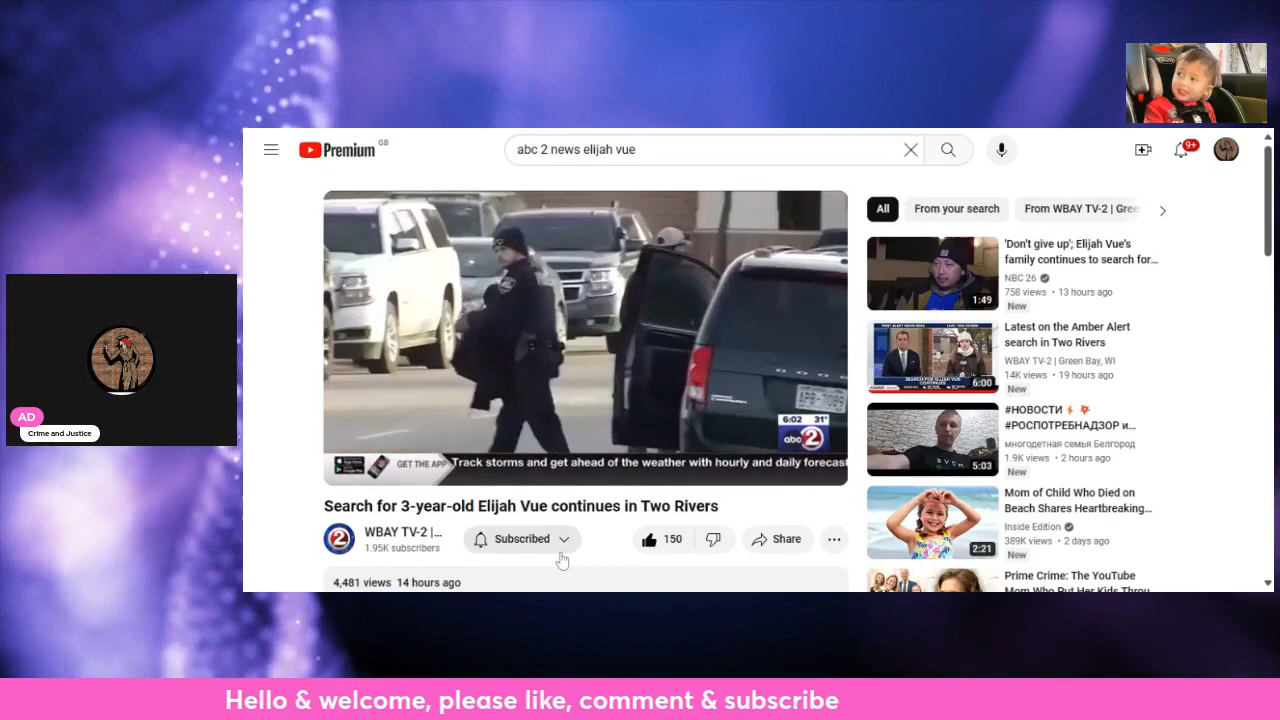 Premium GB
abc 2 news elijah vue
9+
6:02 31°
abc 2
GET THE APP
Track storms and get ahead of the weather with hourly and daily forecast
Search for 3-year-old Elijah Vue continues in Two Rivers
2
WBAY TV-2 |...
1.95K subscribers
Subscribed
150
Share
4,481 views 14 hours ago
All
From your search
From WBAY TV-2 | Gree
'Don't give up'; Elijah Vue's
family continues to search for...
NBC 26
758 views • 13 hours ago
New
1:49
Latest on the Amber Alert
search in Two Rivers
WBAY TV-2 | Green Bay, WI
14K views • 19 hours ago
New
6:00
#НОВОСТИ⚡💥
#РОСПОТРЕБНАДЗОР и...
многодетная семья Белгород
1.9K views • 2 hours ago
New
5:03
Mom of Child Who Died on
Beach Shares Heartbreaking...
Inside Edition
389K views • 2 days ago
New
2:21
Prime Crime: The YouTube
Mom Who Put Her Kids Throu
AD
Crime and Justice
Hello & welcome, please like, comment & subscribe